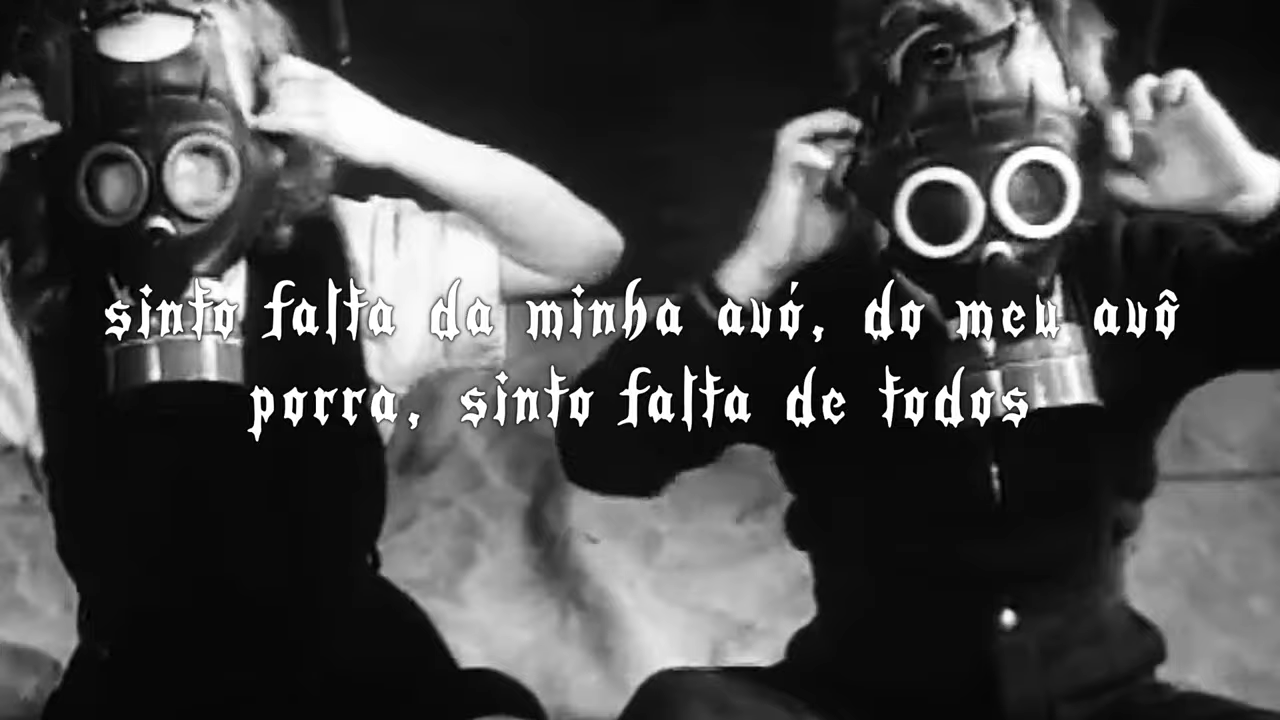 sinto falta da minha avó, do meu avô
porra, sinto falta de todos